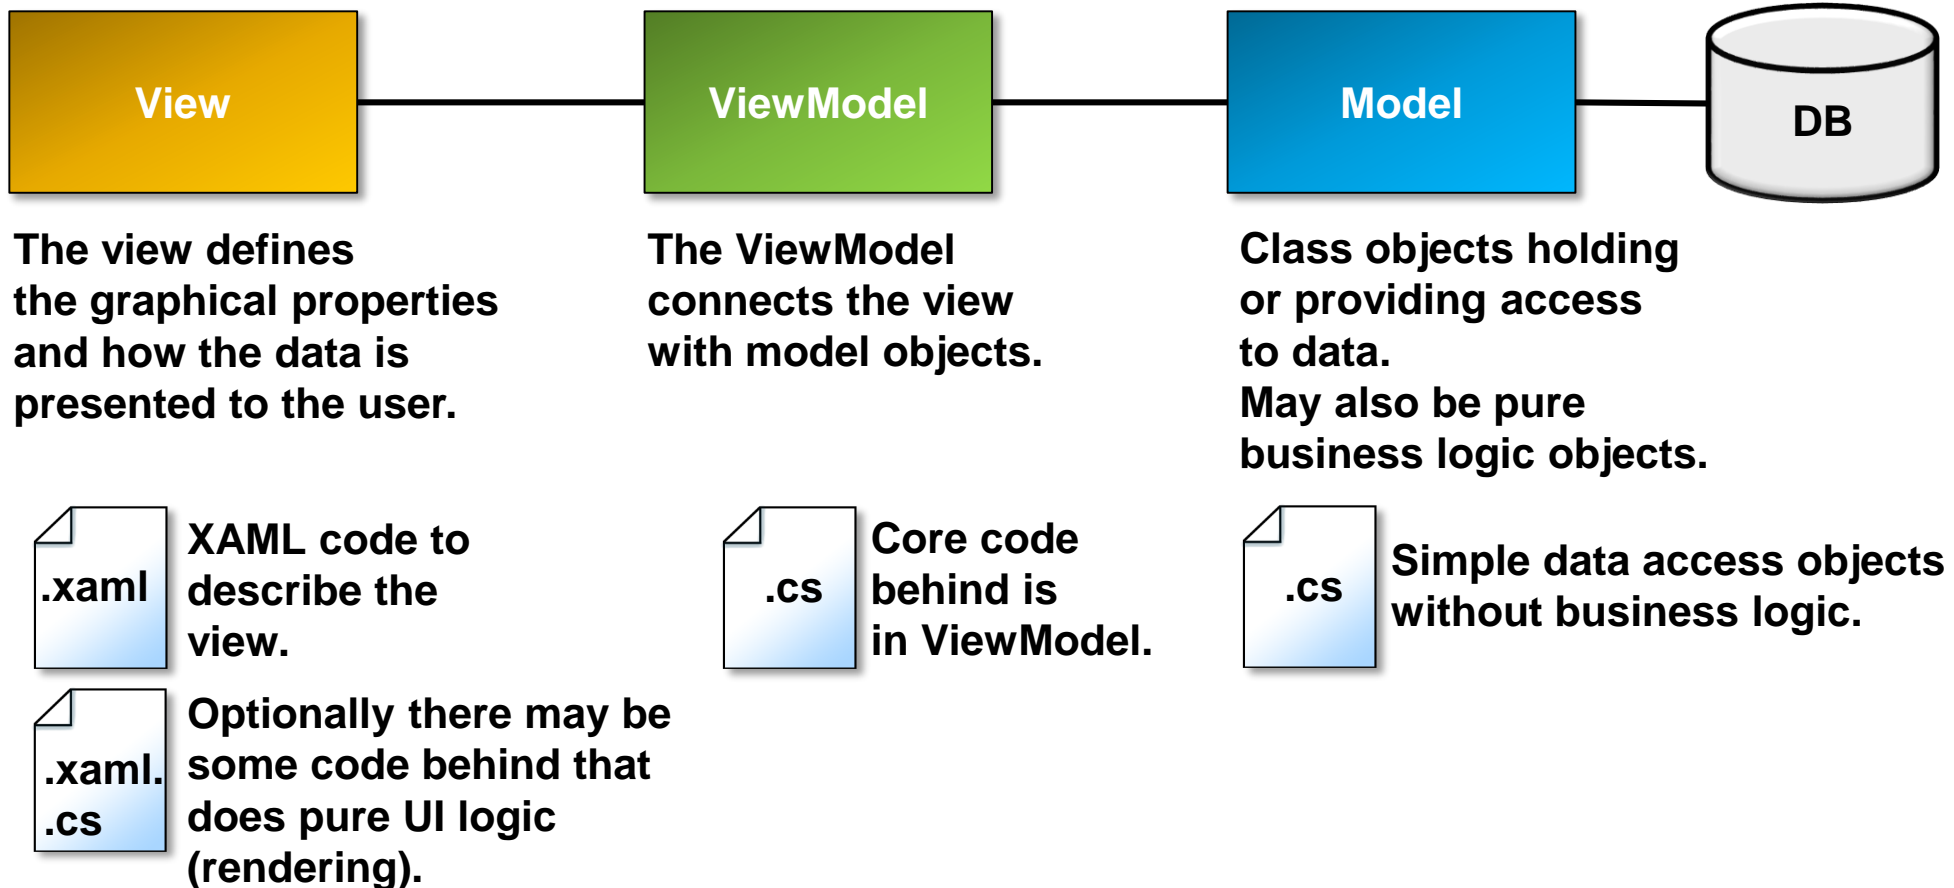 View
ViewModel
Model
DB
The view defines
the graphical properties
and how the data is
presented to the user.
The ViewModel
connects the view
with model objects.
Class objects holding
or providing access
to data.
May also be pure
business logic objects.
.xaml
XAML code to
describe the
view.
.cs
Core code
behind is
in ViewModel.
.cs
Simple data access objects
without business logic.
.xaml.
.cs
Optionally there may be
some code behind that
does pure UI logic
(rendering).